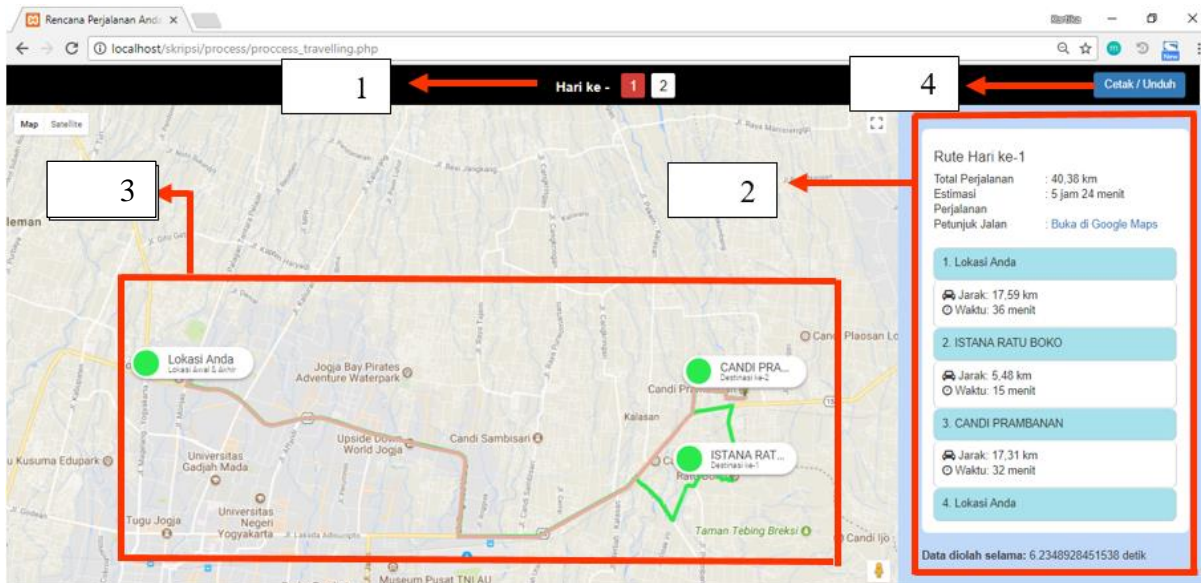 Rencana Perjalanan Anda
Kartika
localhost/skripsi/process/proccess_travelling.php
New
1
Hari ke - 1 2
4
Cetak / Unduh
Map Satellite
3
2
leman
Rute Hari ke-1
Total Perjalanan : 40,38 km
Estimasi Perjalanan : 5 jam 24 menit
Petunjuk Jalan : Buka di Google Maps
1. Lokasi Anda
Jarak: 17,59 km
Waktu: 36 menit
2. ISTANA RATU BOKO
Jarak: 5,48 km
Waktu: 15 menit
3. CANDI PRAMBANAN
Jarak: 17,31 km
Waktu: 32 menit
4. Lokasi Anda
Data diolah selama: 6.2348928451538 detik
Candi Plaosan Lo
Lokasi Anda
Lokasi Awal & Akhir
Jogja Bay Pirates
Adventure Waterpark
CANDI PRA...
Destinasi ke-2
Kalasan
Upside Down
World Jogja
Candi Sambisari
ISTANA RAT...
Destinasi ke-1
u Kusuma Edupark
Universitas
Gadjah Mada
Tugu Jogja
Universitas
Negeri
Yogyakarta
Taman Tebing Breksi
Candi Ijo
Museum Pusat TNI AU